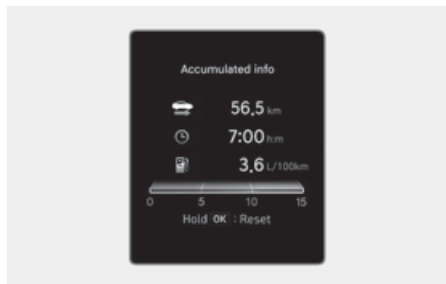 Accumulated info
56.5 km
7:00 h:m
3.6 L/100km
0 5 10 15
Hold OK : Reset